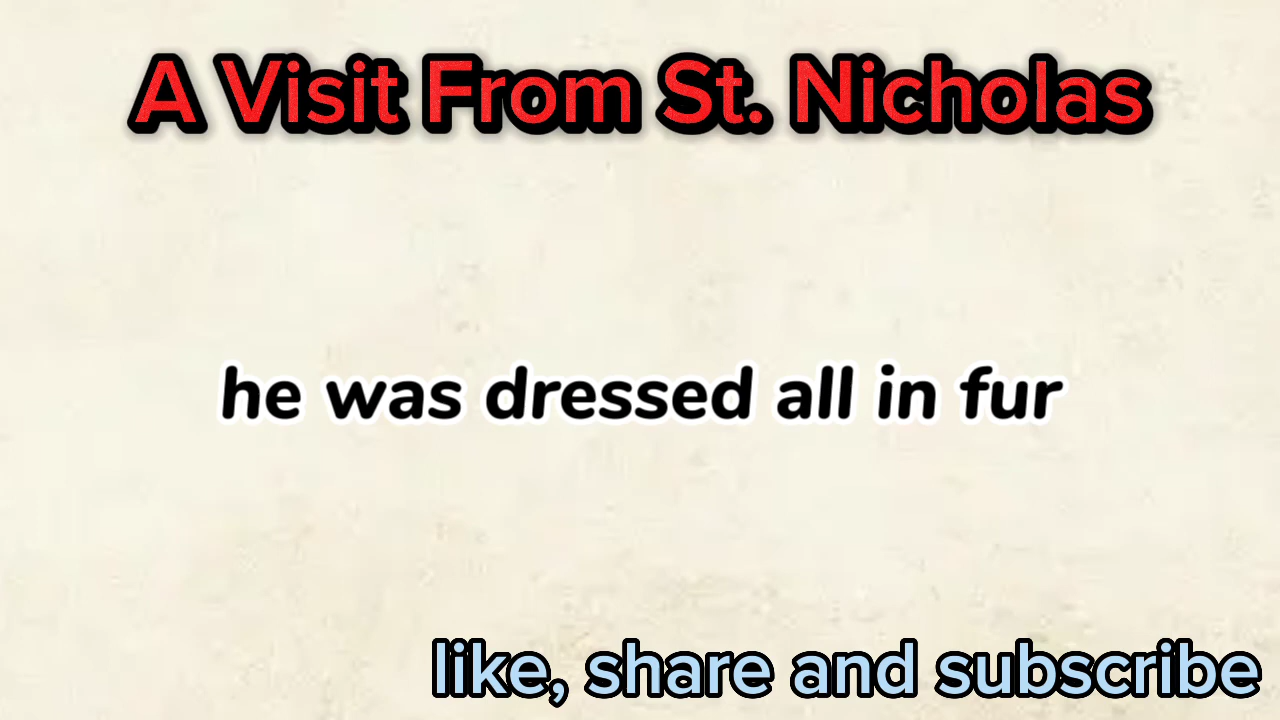 A Visit From St. Nicholas
he was dressed all in fur
like, share and subscribe